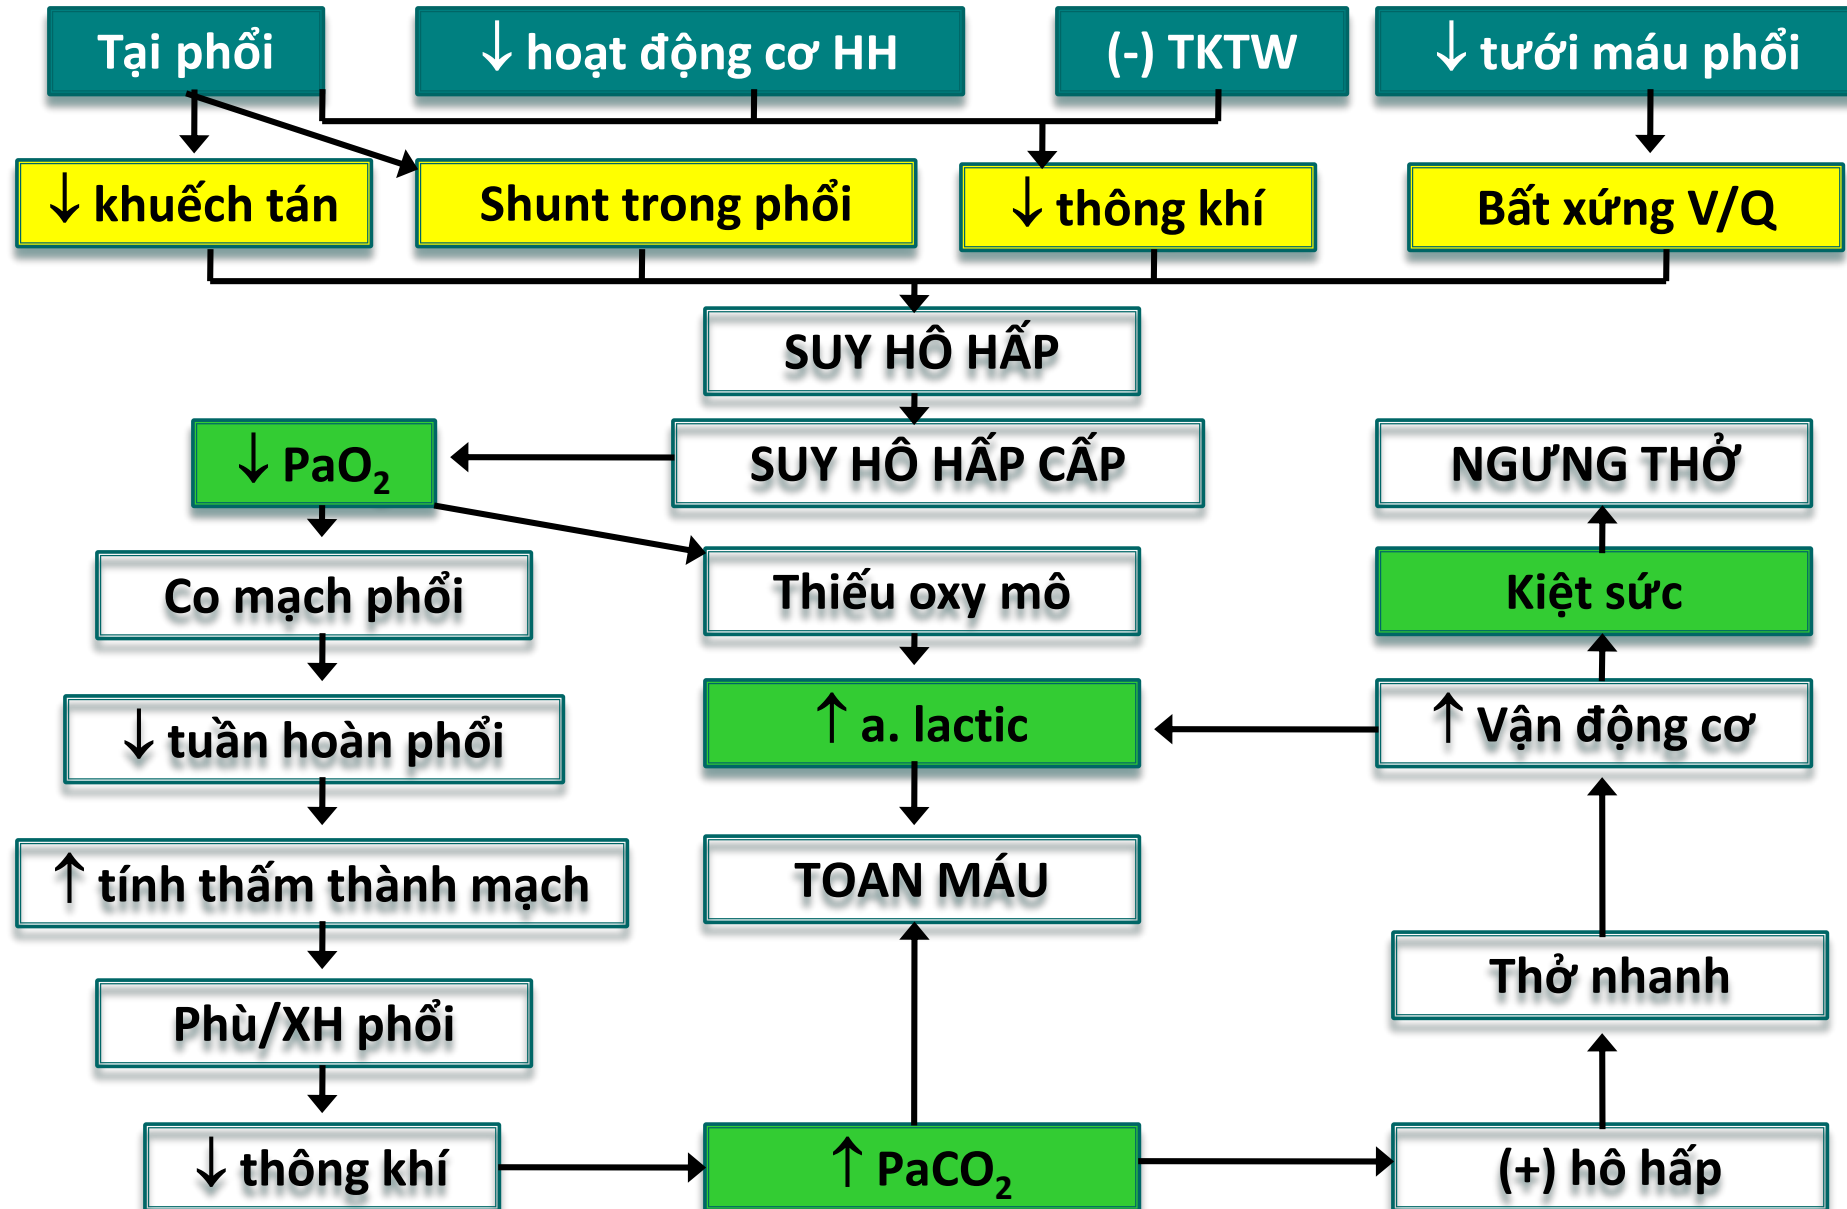 Tại phổi
↓ hoạt động cơ HH
(-) TKTW
↓ tưới máu phổi
↓ khuếch tán
Shunt trong phổi
↓ thông khí
Bất xứng V/Q
SUY HÔ HẤP
↓ PaO₂
SUY HÔ HẤP CẤP
NGƯNG THỞ
Co mạch phổi
Thiếu oxy mô
Kiệt sức
↓ tuần hoàn phổi
↑ a. lactic
↑ Vận động cơ
↑ tính thấm thành mạch
TOAN MÁU
Thở nhanh
Phù/XH phổi
↓ thông khí
↑ PaCO₂
(+) hô hấp